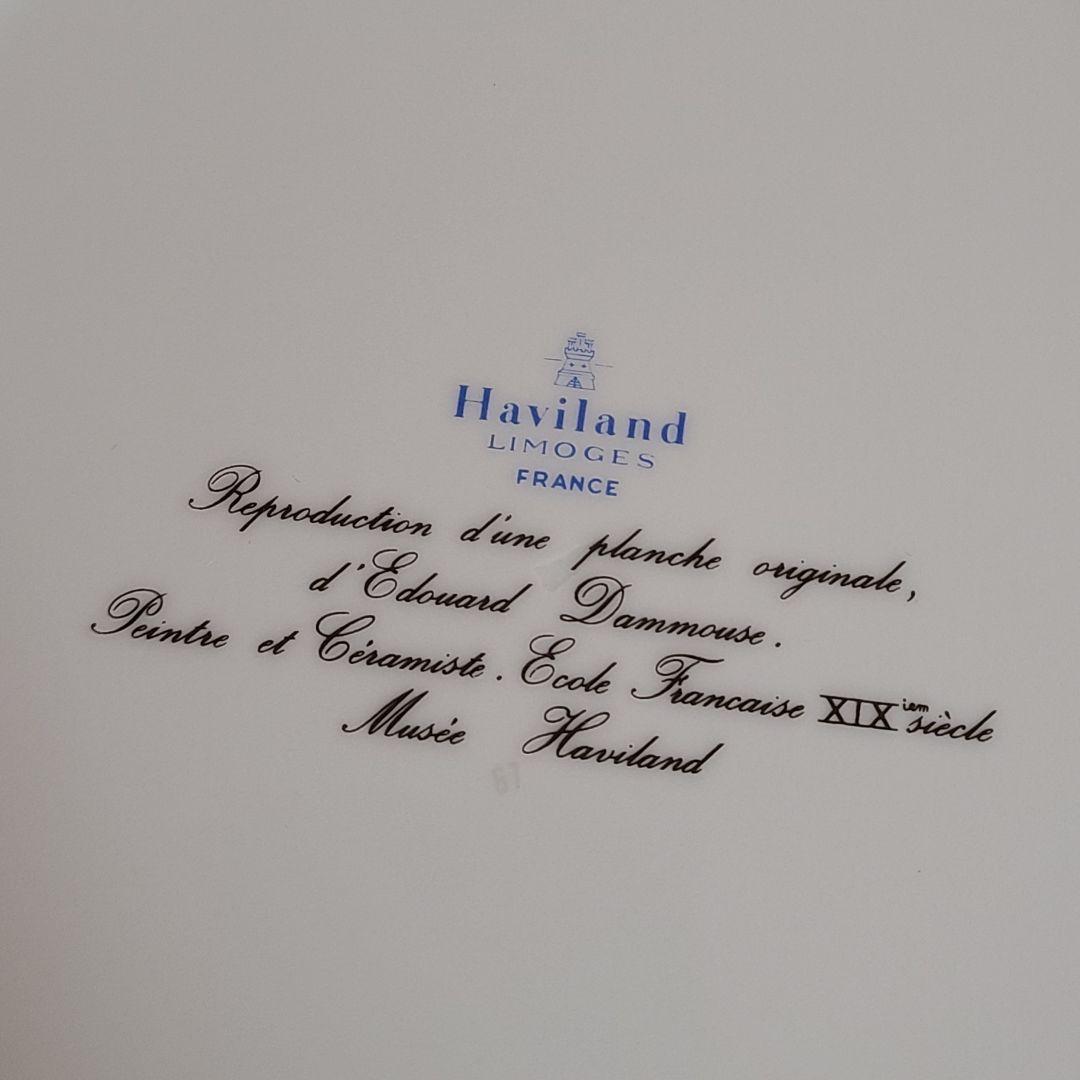 Haviland
LIMOGES
FRANCE
Reproduction d'une planche originale,
d'Edouard Dammouse.
Peintre et Céramiste. Ecole Francaise XIXiem siècle
Musée Haviland